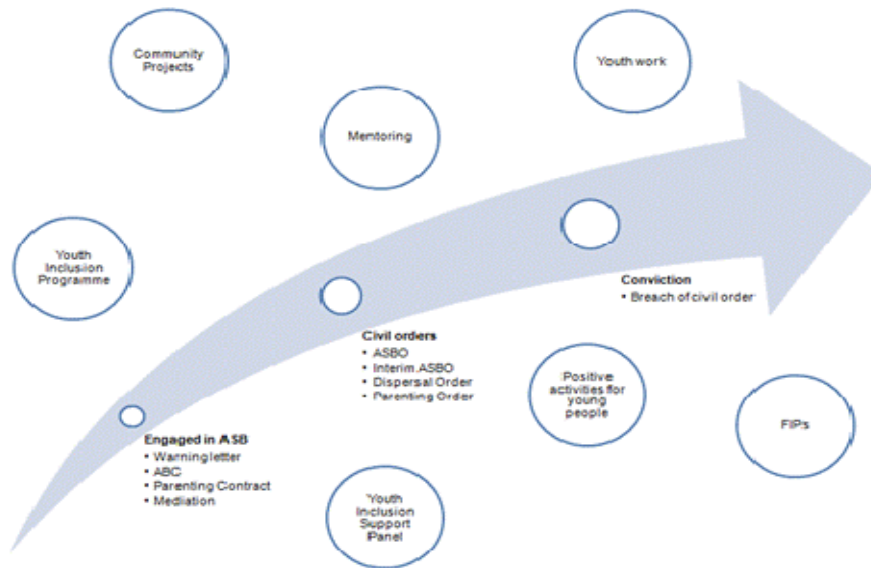 Community
Projects
Youth work
Mentoring
Youth
Inclusion
Programme
Conviction
• Breach of civil order
Civil orders
• ASBO
• Interim ASBO
• Dispersal Order
• Parenting Order
Positive
activities for
young
people
FIPs
Engaged in ASB
• Warning letter
• ABC
• Parenting Contract
• Mediation
Youth
Inclusion
Support
Panel